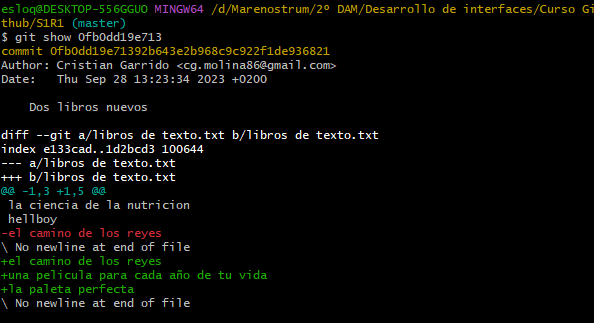 esloq@DESKTOP-556GGUO MINGW64 /d/Marenostrum/2º DAM/Desarrollo de interfaces/Curso Gi
thub/S1R1 (master)
$ git show 0fb0dd19e713
commit 0fb0dd19e71392b643e2b968c9c922f1de936821
Author: Cristian Garrido <cg.molina86@gmail.com>
Date:   Thu Sep 28 13:23:34 2023 +0200

    Dos libros nuevos

diff --git a/libros de texto.txt b/libros de texto.txt
index e133cad..1d2bcd3 100644
--- a/libros de texto.txt
+++ b/libros de texto.txt
@@ -1,3 +1,5 @@
 la ciencia de la nutricion
 hellboy
-el camino de los reyes
\ No newline at end of file
+el camino de los reyes
+una pelicula para cada año de tu vida
+la paleta perfecta
\ No newline at end of file